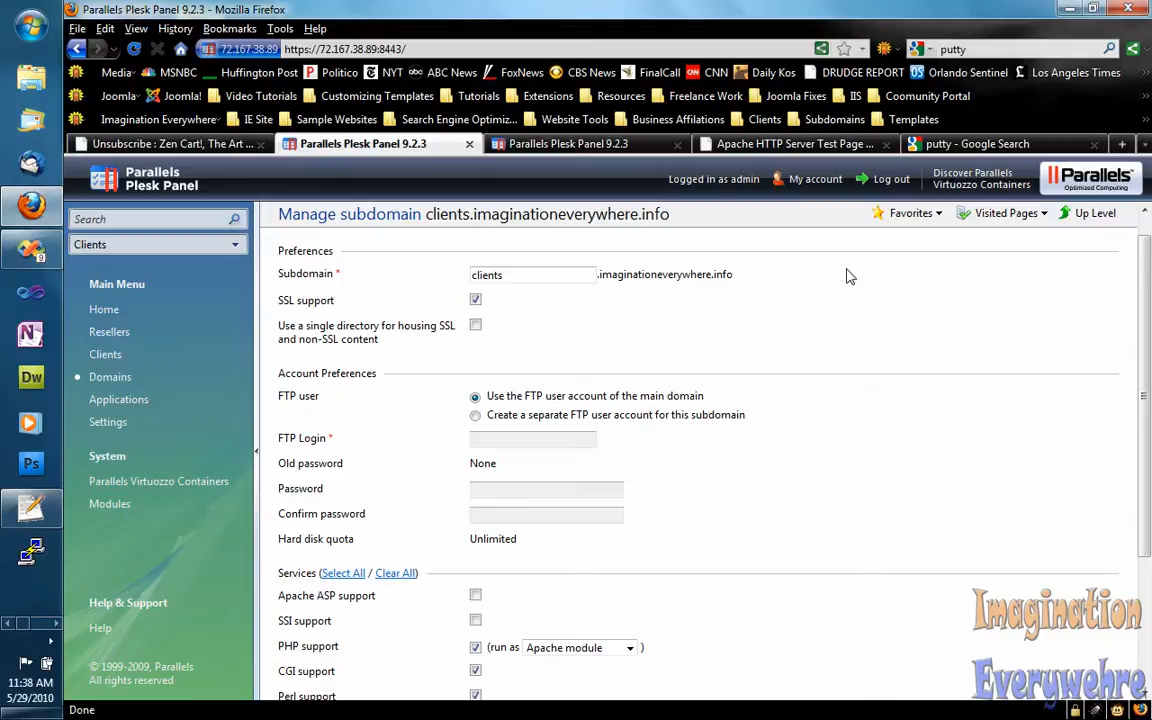 Parallels Plesk Panel 9.2.3 - Mozilla Firefox
File Edit View History Bookmarks Tools Help
72.167.38.89 https://72.167.38.89:8443/ putty
Media MSNBC Huffington Post Politico NYT ABC News FoxNews CBS News FinalCall CNN Daily Kos DRUDGE REPORT Orlando Sentinel Los Angeles Times
Joomla Joomla! Video Tutorials Customizing Templates Tutorials Extensions Resources Freelance Work Joomla Fixes IIS Coomunity Portal
Imagination Everywhere IE Site Sample Websites Search Engine Optimiz... Website Tools Business Affilations Clients Subdomains Templates
Unsubscribe : Zen Cart!, The Art ... Parallels Plesk Panel 9.2.3 Parallels Plesk Panel 9.2.3 Apache HTTP Server Test Page ... putty - Google Search
Parallels
Plesk Panel
Logged in as admin My account Log out
Discover Parallels
Virtuozzo Containers
Parallels
Optimized Computing
Search
Clients
Main Menu
Home
Resellers
Clients
Domains
Applications
Settings
System
Parallels Virtuozzo Containers
Modules
Help & Support
Help
© 1999-2009, Parallels
All rights reserved
Manage subdomain clients.imaginationeverywhere.info
Favorites Visited Pages Up Level
Preferences
Subdomain * clients .imaginationeverywhere.info
SSL support
Use a single directory for housing SSL
and non-SSL content
Account Preferences
FTP user Use the FTP user account of the main domain
Create a separate FTP user account for this subdomain
FTP Login *
Old password None
Password
Confirm password
Hard disk quota Unlimited
Services (Select All / Clear All)
Apache ASP support
SSI support
PHP support (run as Apache module )
CGI support
Perl support
Imagination
Everywehre
Dw
Ps
11:38 AM
5/29/2010
Done